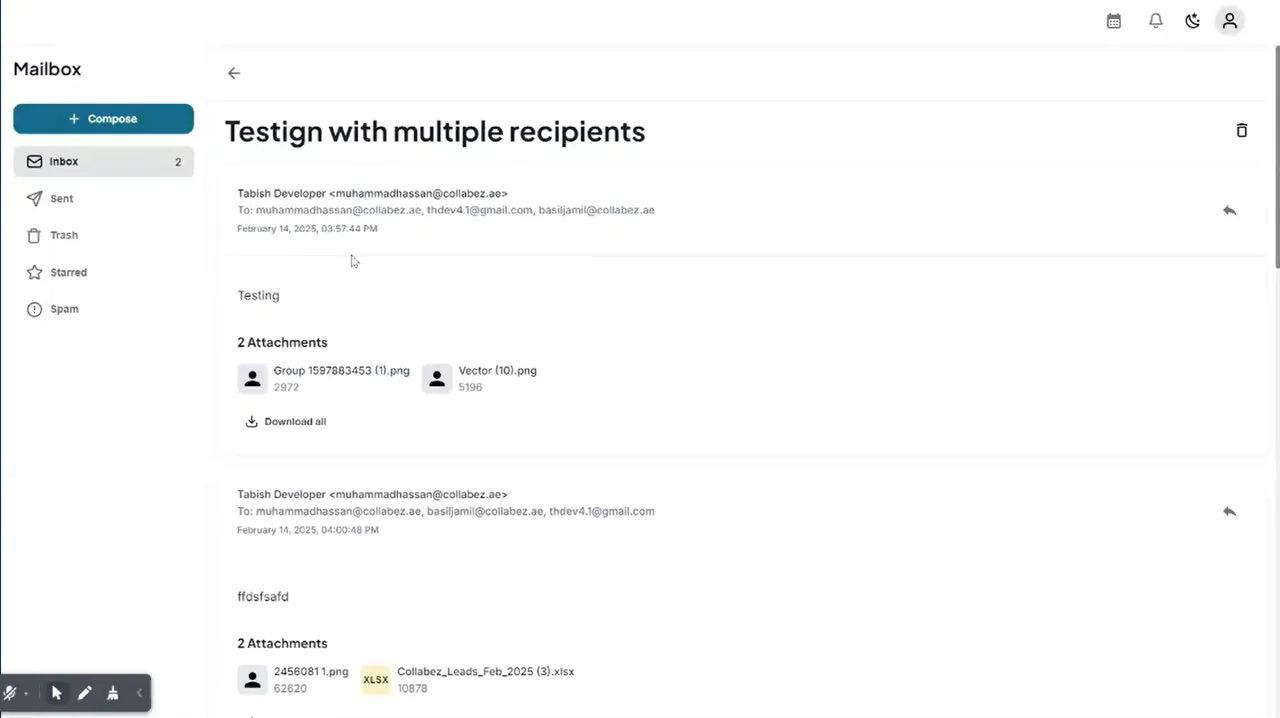 Mailbox
+ Compose
Inbox 2
Sent
Trash
Starred
Spam
Testign with multiple recipients
Tabish Developer <muhammadhassan@collabez.ae>
To: muhammadhassan@collabez.ae, thdev4.1@gmail.com, basiljamil@collabez.ae
February 14, 2025, 03:57:44 PM
Testing
2 Attachments
Group 1597883453 (1).png Vector (10).png
2972 5196
Download all
Tabish Developer <muhammadhassan@collabez.ae>
To: muhammadhassan@collabez.ae, basiljamil@collabez.ae, thdev4.1@gmail.com
February 14, 2025, 04:00:48 PM
ffdsfsafd
2 Attachments
2456081 1.png XLSX Collabez_Leads_Feb_2025 (3).xlsx
62620 10878